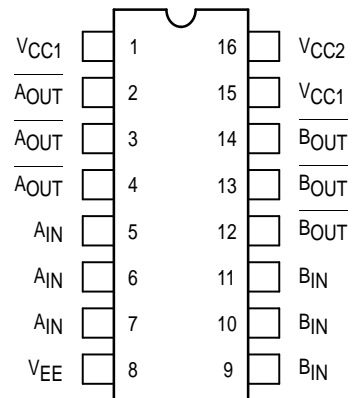 VCC1 1 16 VCC2
AOUT 2 15 VCC1
AOUT 3 14 BOUT
AOUT 4 13 BOUT
AIN 5 12 BOUT
AIN 6 11 BIN
AIN 7 10 BIN
VEE 8 9 BIN